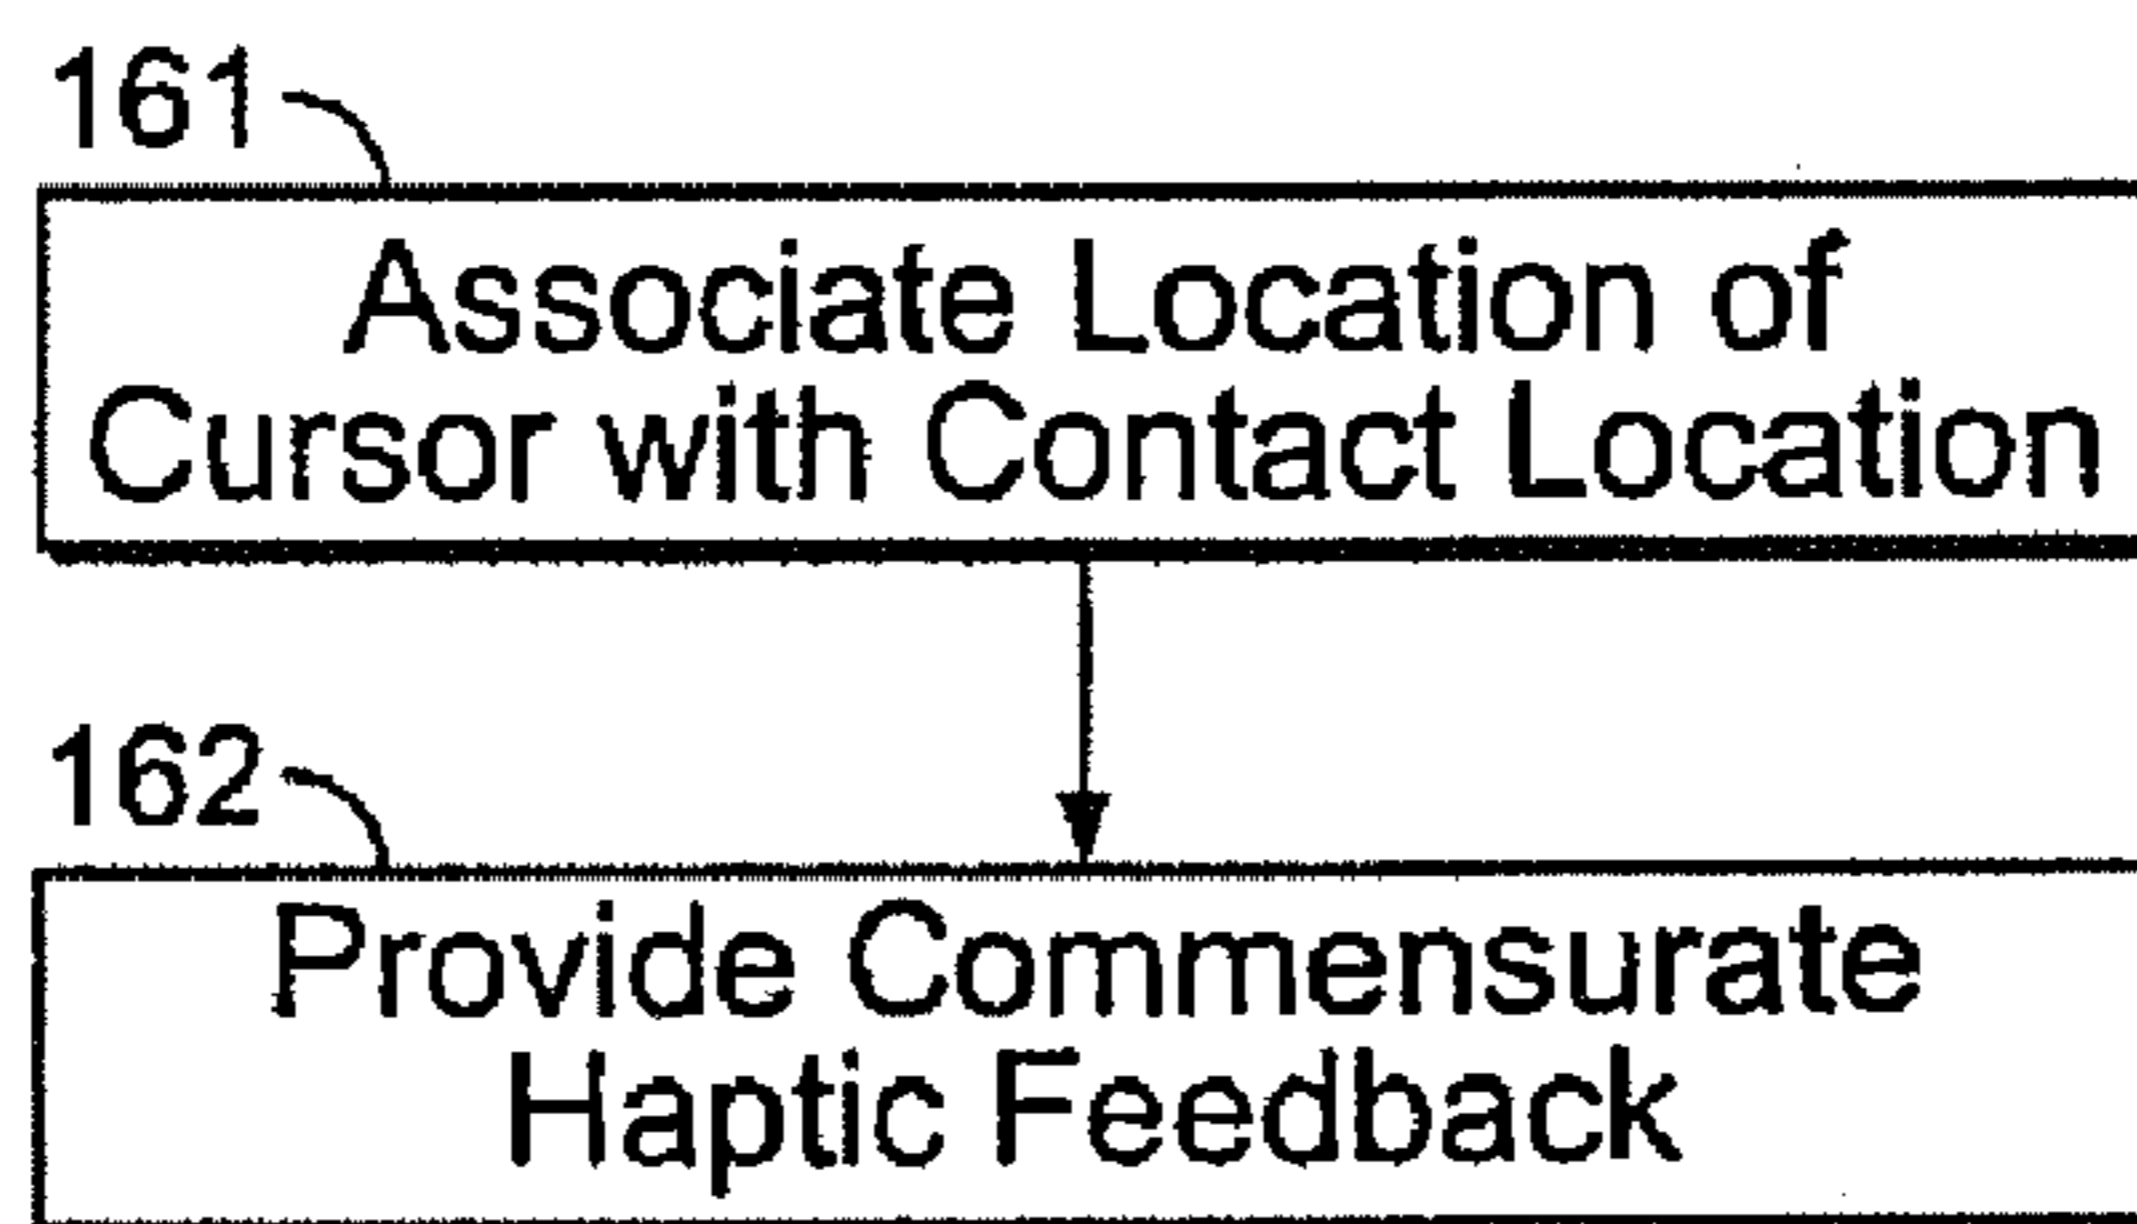 161
Associate Location of
Cursor with Contact Location
162
Provide Commensurate
Haptic Feedback